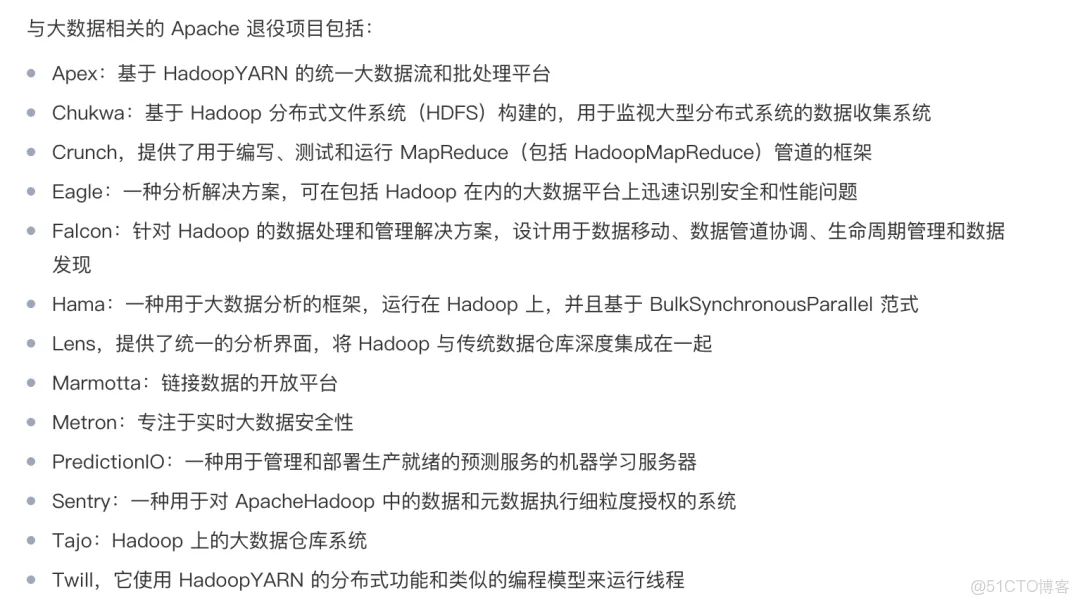 与大数据相关的 Apache 退役项目包括：
Apex：基于 HadoopYARN 的统一大数据流和批处理平台
Chukwa：基于 Hadoop 分布式文件系统（HDFS）构建的，用于监视大型分布式系统的数据收集系统
Crunch，提供了用于编写、测试和运行 MapReduce（包括 HadoopMapReduce）管道的框架
Eagle：一种分析解决方案，可在包括 Hadoop 在内的大数据平台上迅速识别安全和性能问题
Falcon：针对 Hadoop 的数据处理和管理解决方案，设计用于数据移动、数据管道协调、生命周期管理和数据
发现
Hama：一种用于大数据分析的框架，运行在 Hadoop 上，并且基于 BulkSynchronousParallel 范式
Lens，提供了统一的分析界面，将 Hadoop 与传统数据仓库深度集成在一起
Marmotta：链接数据的开放平台
Metron：专注于实时大数据安全性
PredictionIO：一种用于管理和部署生产就绪的预测服务的机器学习服务器
Sentry：一种用于对 ApacheHadoop 中的数据和元数据执行细粒度授权的系统
Tajo：Hadoop 上的大数据仓库系统
Twill，它使用 HadoopYARN 的分布式功能和类似的编程模型来运行线程
@51CTO博客